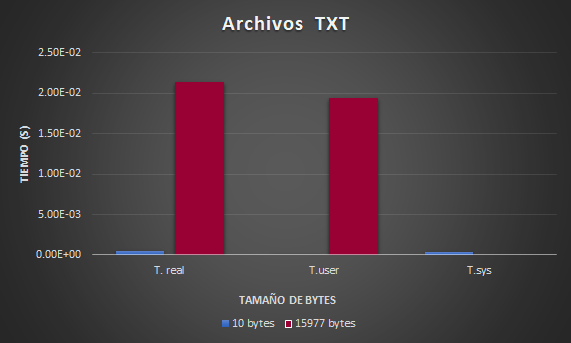 Archivos TXT
2.50E-02
2.00E-02
1.50E-02
1.00E-02
5.00E-03
0.00E+00
TIEMPO (S)
T. real T.user T.sys
TAMAÑO DE BYTES
10 bytes 15977 bytes